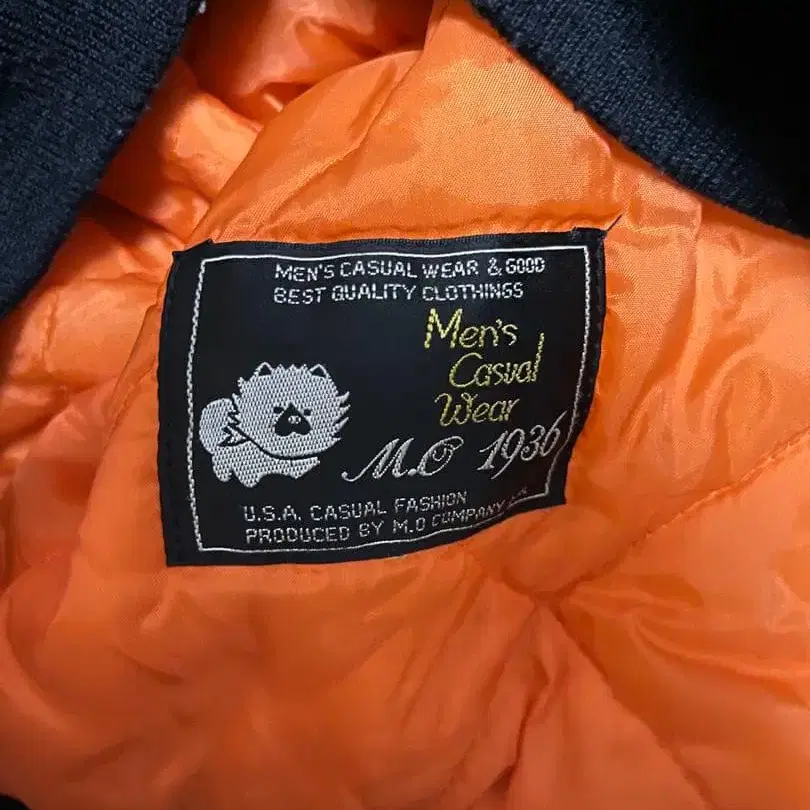 MEN'S CASUAL WEAR & GOOD
BEST QUALITY CLOTHINGS
Men's
Casual
Wear
M.O 1936
U.S.A. CASUAL FASHION
PRODUCED BY M.O COMPANY